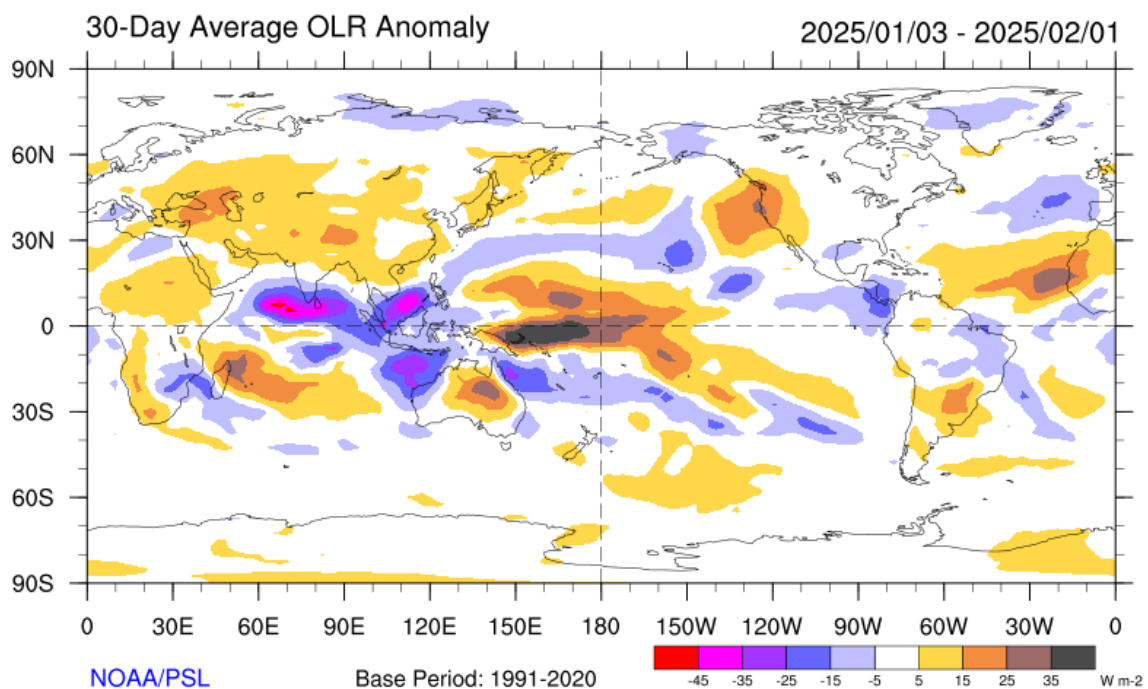 30-Day Average OLR Anomaly 2025/01/03 - 2025/02/01
90N
60N
30N
0
30S
60S
90S
0 30E 60E 90E 120E 150E 180 150W 120W 90W 60W 30W 0
-45 -35 -25 -15 -5 5 15 25 35 W m-2
NOAA/PSL Base Period: 1991-2020